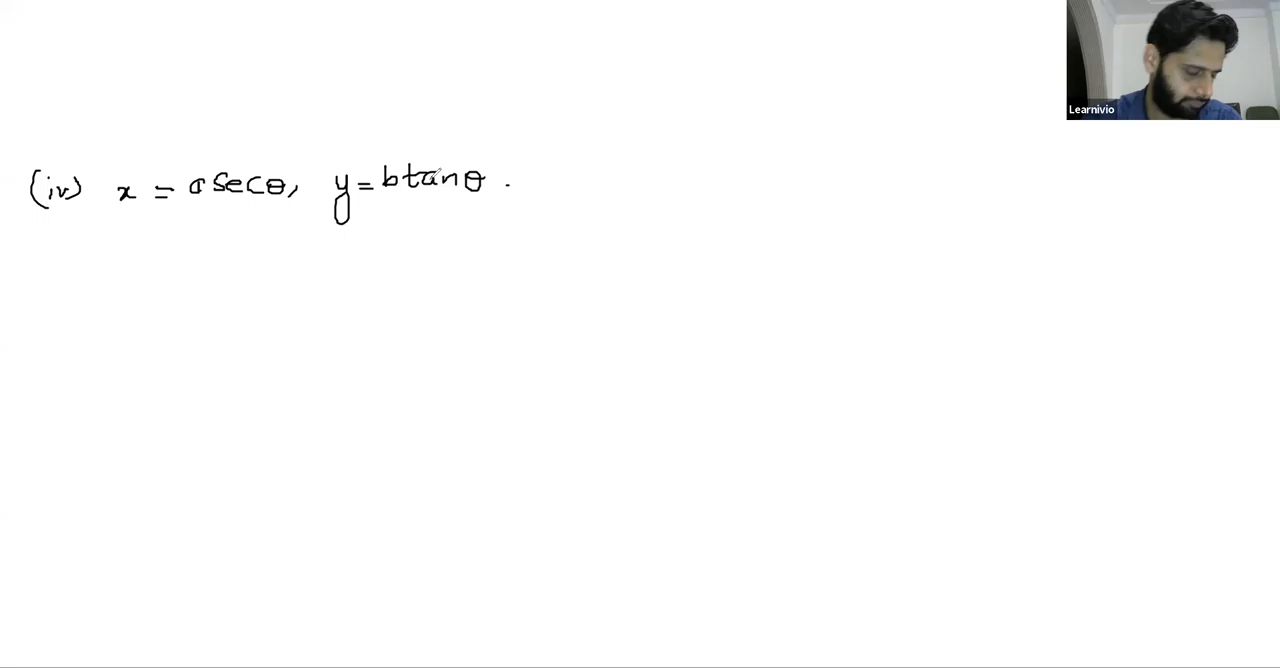 Learnivio
(iv) x = a secθ, y = b tanθ .